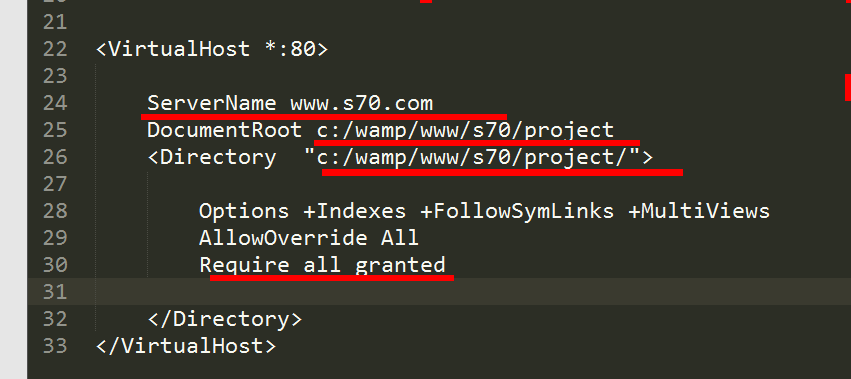 21
22 <VirtualHost *:80>
23
24 ServerName www.s70.com
25 DocumentRoot c:/wamp/www/s70/project
26 <Directory  "c:/wamp/www/s70/project/">
27
28 Options +Indexes +FollowSymLinks +MultiViews
29 AllowOverride All
30 Require all granted
31
32 </Directory>
33 </VirtualHost>